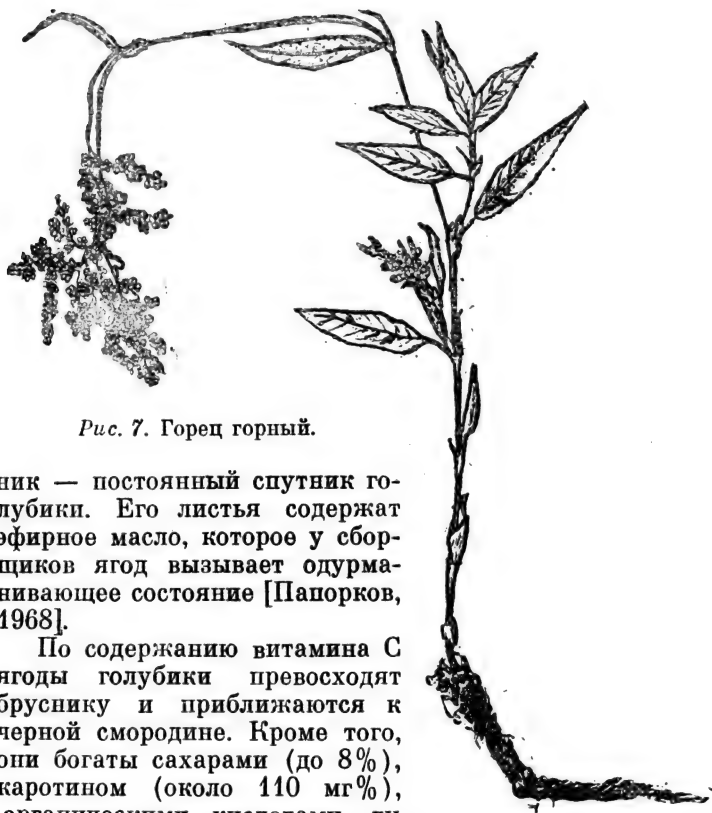 Рис. 7. Горец горный.
ник — постоянный спутник го-
лубики. Его листья содержат
эфирное масло, которое у сбор-
щиков ягод вызывает одурма-
нивающее состояние [Папорков,
1968].
По содержанию витамина С
ягоды голубики превосходят
бруснику и приближаются к
черной смородине. Кроме того,
они богаты сахарами (до 8%),
каротином (около 110 мг%),
органическими кислотами